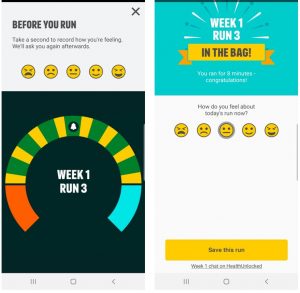 BEFORE YOU RUN
Take a second to record how you're feeling.
We'll ask you again afterwards.
WEEK 1
RUN 3
WEEK 1
RUN 3
IN THE BAG!
You ran for 8 minutes -
congratulations!
How do you feel about
today's run now?
Save this run
Week 1 chat on HealthUnlocked